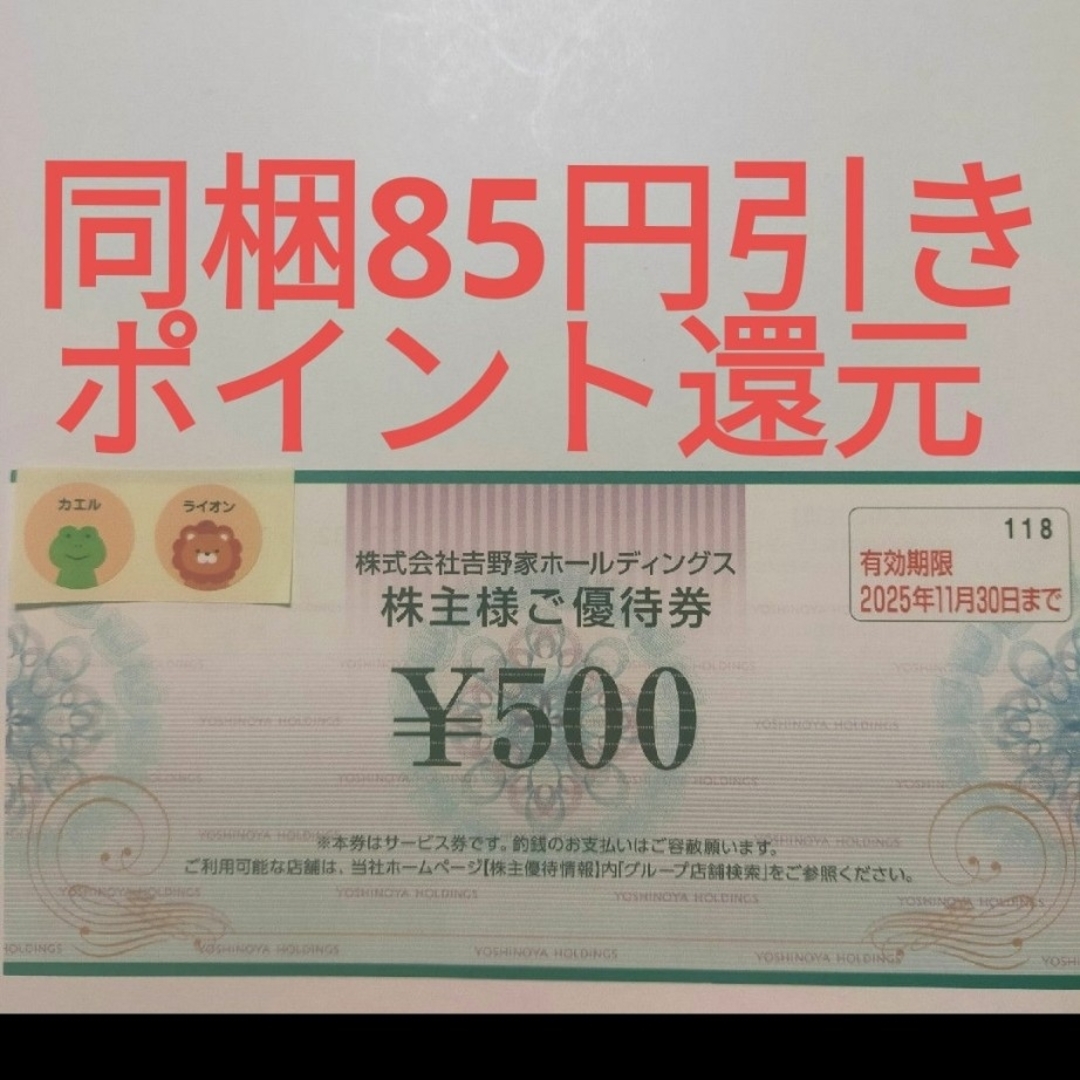 同梱85円引き
ポイント還元
カエル
ライオン
118
有効期限
2025年11月30日まで
株式会社𠮷野家ホールディングス
株主様ご優待券
¥500
※本券はサービス券です。釣銭のお支払いはご容赦願います。
ご利用可能な店舗は、当社ホームページ【株主優待情報】内「グループ店舗検索」をご参照ください。
YOSHINOYA HOLDINGS